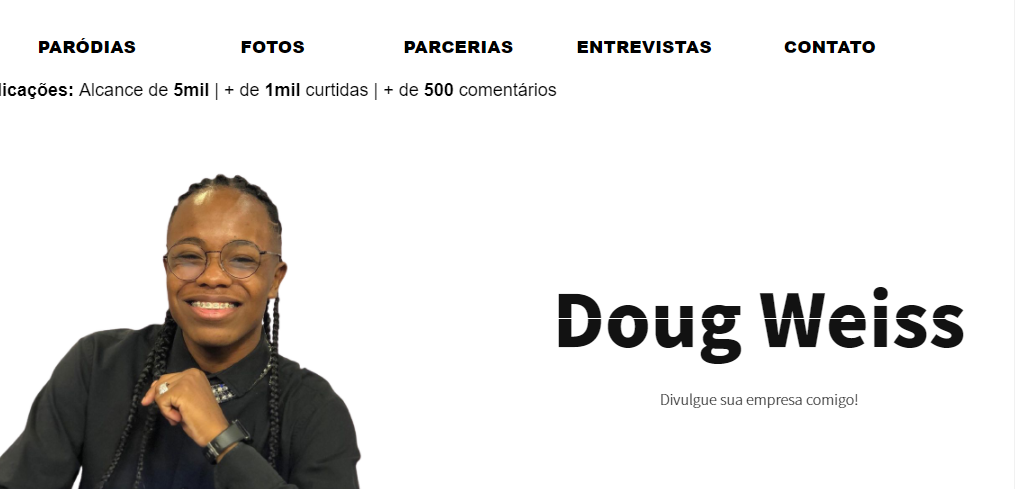 PARÓDIAS FOTOS PARCERIAS ENTREVISTAS CONTATO
licações: Alcance de 5mil | + de 1mil curtidas | + de 500 comentários
Doug Weiss
Divulgue sua empresa comigo!